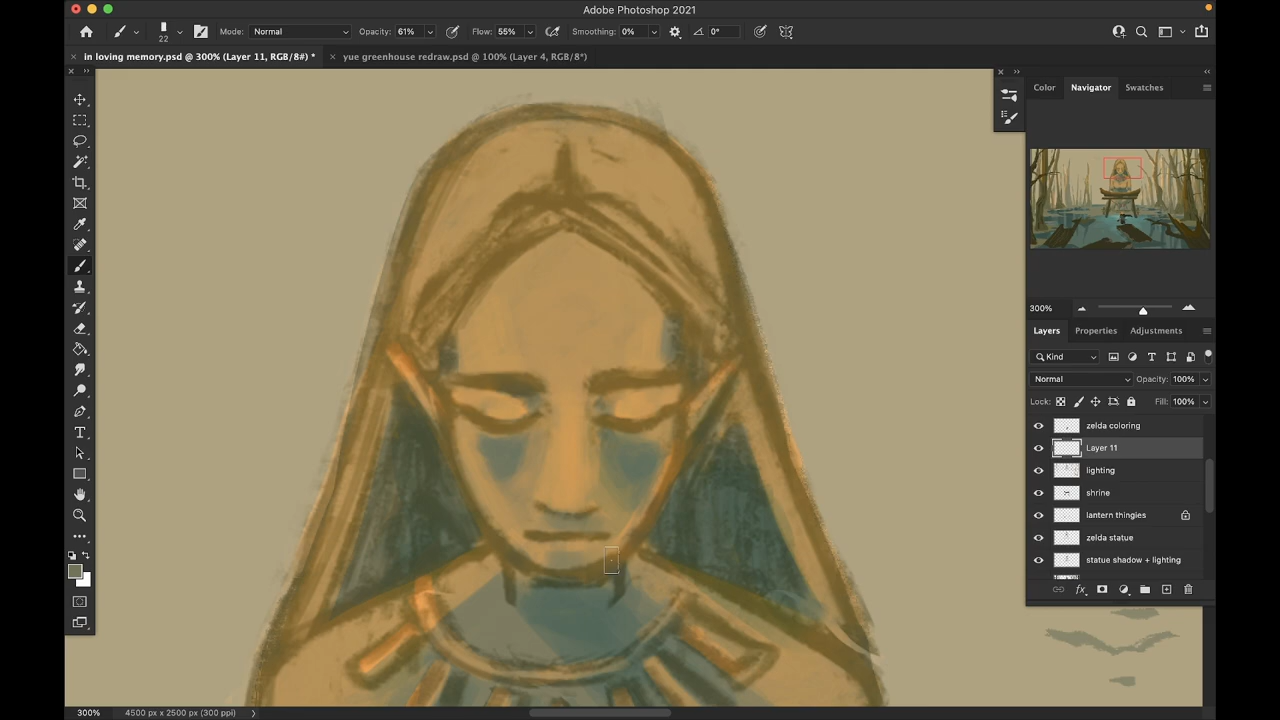 Adobe Photoshop 2021
22 Mode: Normal Opacity: 61% Flow: 55% Smoothing: 0% 0°
in loving memory.psd @ 300% (Layer 11, RGB/8#) * yue greenhouse redraw.psd @ 100% (Layer 4, RGB/8*)
Color Navigator Swatches
300%
Layers Properties Adjustments
Kind
Normal Opacity: 100%
Lock: Fill: 100%
zelda coloring
Layer 11
lighting
shrine
lantern thingies
zelda statue
statue shadow + lighting
fx
300% 4500 px x 2500 px (300 ppi)